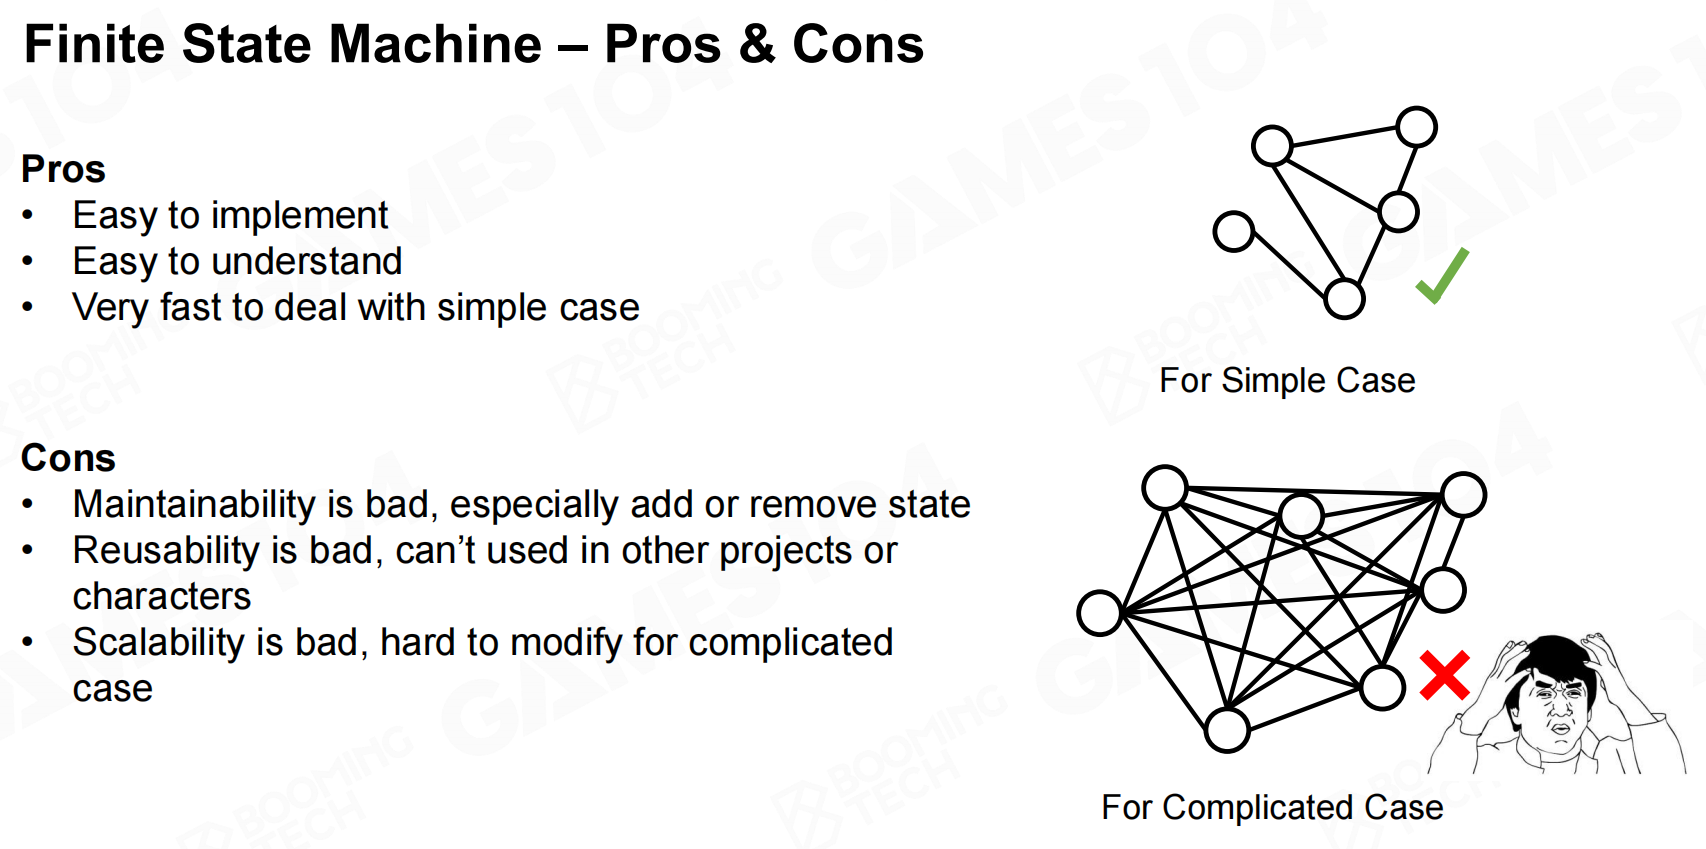 Finite State Machine – Pros & Cons
Pros
• Easy to implement
• Easy to understand
• Very fast to deal with simple case
For Simple Case
Cons
• Maintainability is bad, especially add or remove state
• Reusability is bad, can’t used in other projects or
characters
• Scalability is bad, hard to modify for complicated
case
For Complicated Case
GAMES104
BOOMING
TECH